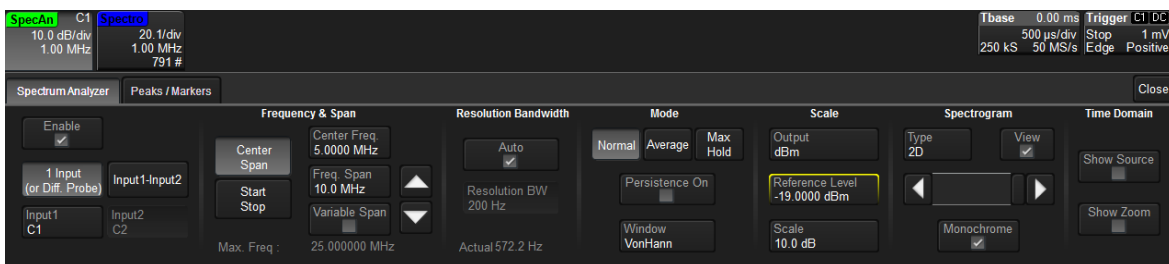 SpecAn C1
10.0 dB/div
1.00 MHz
Spectro
20.1/div
1.00 MHz
791 #
Tbase 0.00 ms
500 µs/div
250 kS 50 MS/s
Trigger C1 DC
Stop 1 mV
Edge Positive
Spectrum Analyzer
Peaks / Markers
Close
Enable
1 Input
(or Diff. Probe)
Input1-Input2
Input1
C1
Input2
C2
Frequency & Span
Center
Span
Start
Stop
Center Freq.
5.0000 MHz
Freq. Span
10.0 MHz
Variable Span
Max. Freq : 25.000000 MHz
Resolution Bandwidth
Auto
Resolution BW
200 Hz
Actual 572.2 Hz
Mode
Normal
Average
Max
Hold
Persistence On
Window
VonHann
Scale
Output
dBm
Reference Level
-19.0000 dBm
Scale
10.0 dB
Spectrogram
Type
2D
View
Monochrome
Time Domain
Show Source
Show Zoom